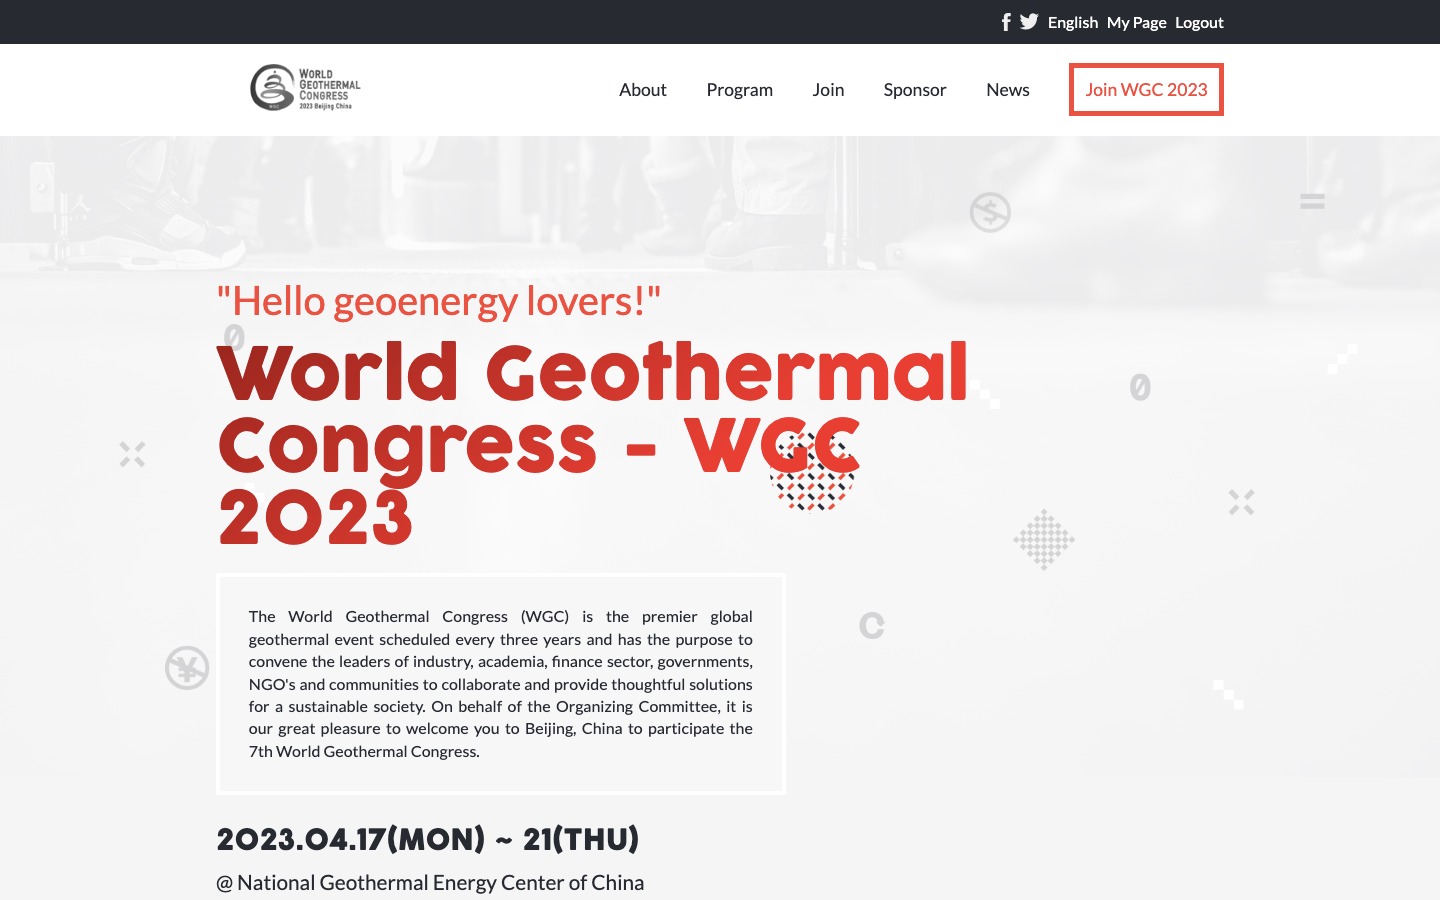 English My Page Logout
WORLD
GEOTHERMAL
CONGRESS
2023 Beijing China
About Program Join Sponsor News Join WGC 2023
"Hello geoenergy lovers!"
World Geothermal
Congress - WGC
2023
The World Geothermal Congress (WGC) is the premier global
geothermal event scheduled every three years and has the purpose to
convene the leaders of industry, academia, finance sector, governments,
NGO's and communities to collaborate and provide thoughtful solutions
for a sustainable society. On behalf of the Organizing Committee, it is
our great pleasure to welcome you to Beijing, China to participate the
7th World Geothermal Congress.
2023.04.17(MON) ~ 21(THU)
@ National Geothermal Energy Center of China